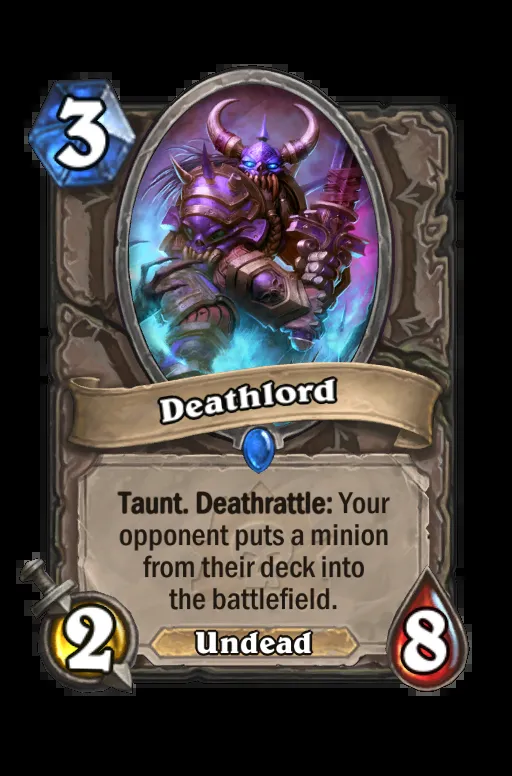 3
Deathlord
Taunt. Deathrattle: Your
opponent puts a minion
from their deck into
the battlefield.
2
Undead
8